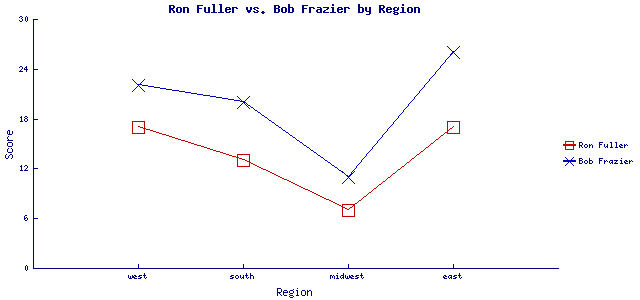 Ron Fuller vs. Bob Frazier by Region
30
24
18
12
6
0
Score
west south midwest east
Region
Ron Fuller
Bob Frazier